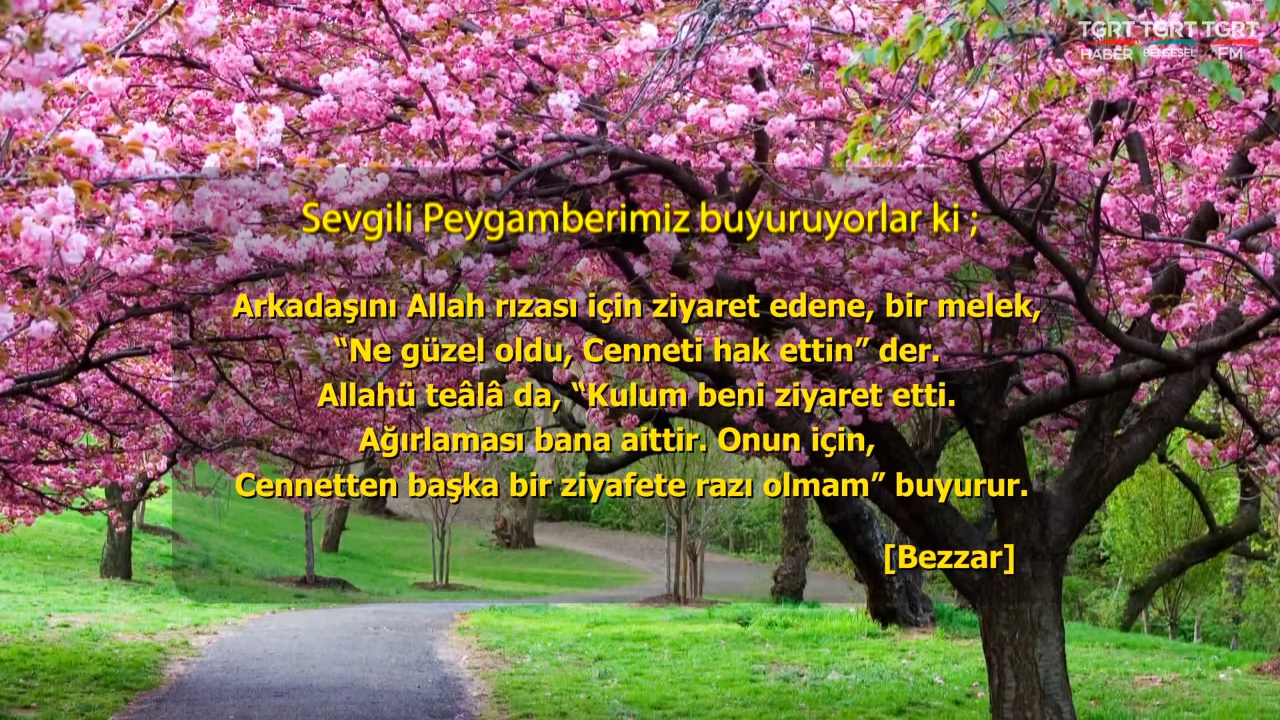 TGRT TGRT TGRT
HABER BELGESEL FM
Sevgili Peygamberimiz buyuruyorlar ki ;
Arkadaşını Allah rızası için ziyaret edene, bir melek,
“Ne güzel oldu, Cenneti hak ettin” der.
Allahü teâlâ da, “Kulum beni ziyaret etti.
Ağırlaması bana aittir. Onun için,
Cennetten başka bir ziyafete razı olmam” buyurur.
[Bezzar]